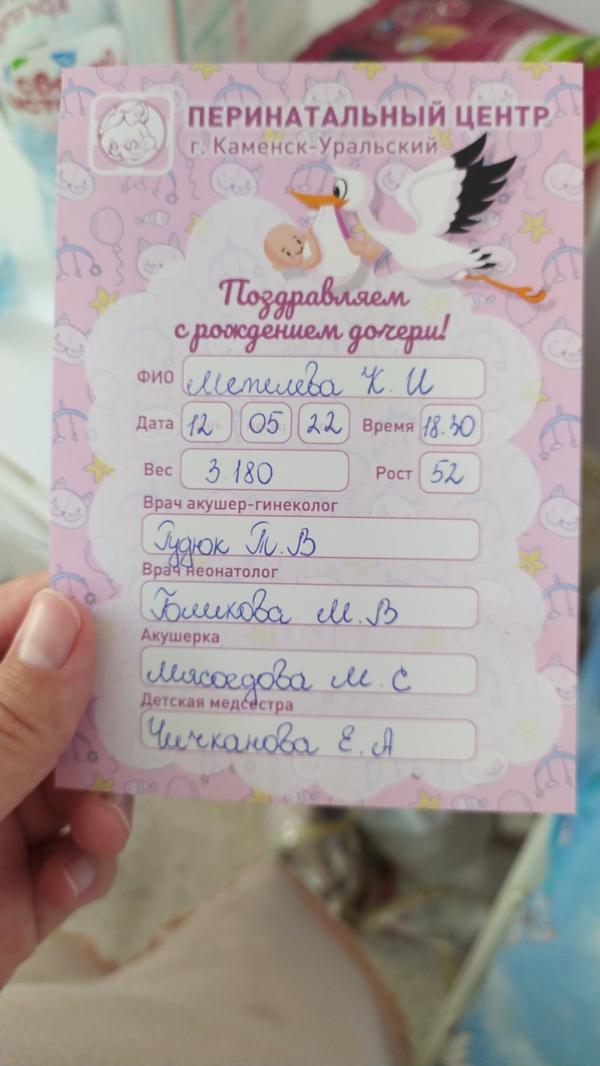 ПЕРИНАТАЛЬНЫЙ ЦЕНТР
г. Каменск-Уральский
Поздравляем
с рождением дочери!
ФИО Метелева К. И
Дата 12 05 22 Время 18.30
Вес 3.180 Рост 52
Врач акушер-гинеколог
Гудюк Т. В
Врач неонатолог
М. В
Акушерка
Мясоедова М. С
Детская медсестра
Чичканова Е. А